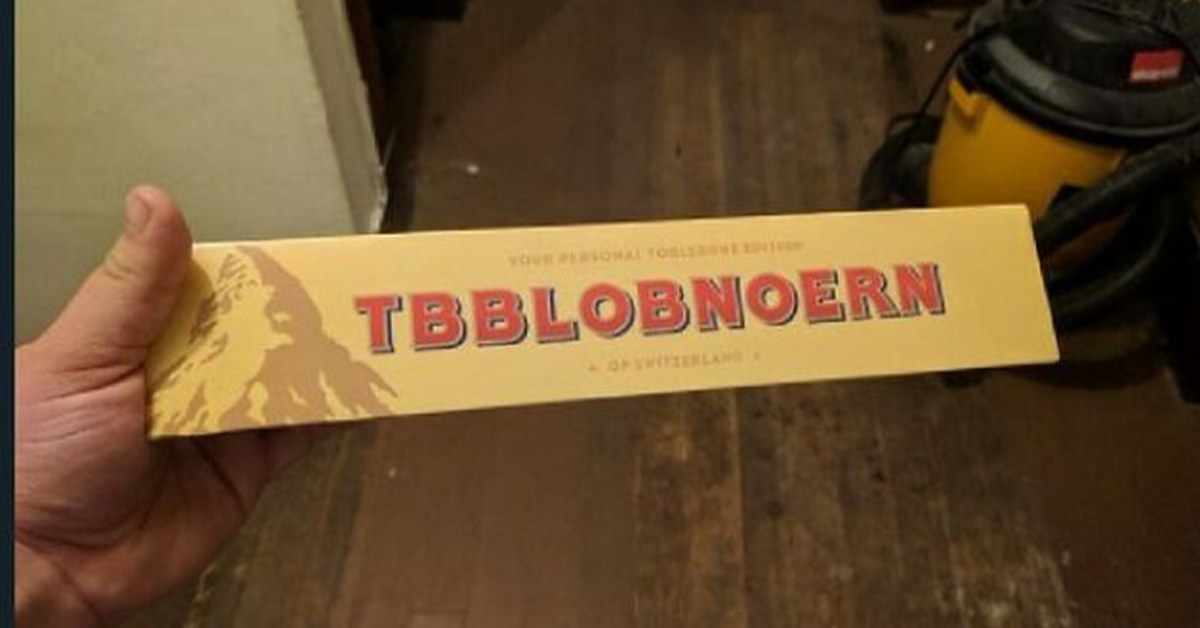 YOUR PERSONAL TOBLERONE EDITION
TBBLOBNOERN
OF SWITZERLAND